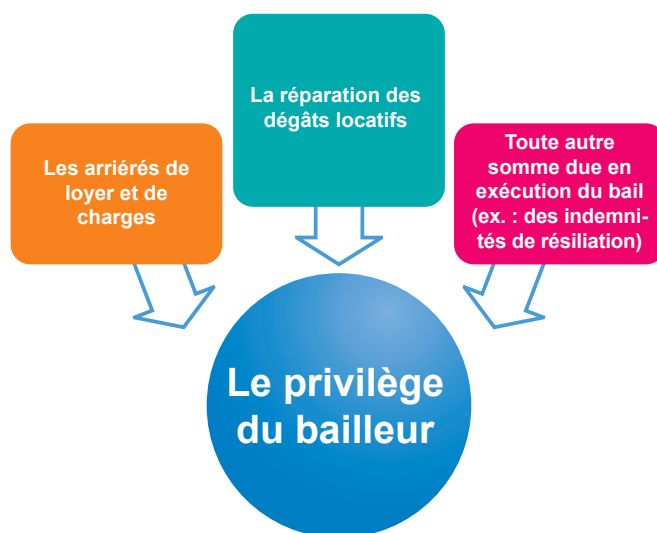 Les arriérés de
loyer et de
charges
La réparation des
dégâts locatifs
Toute autre
somme due en
exécution du bail
(ex. : des indemni-
tés de résiliation)
Le privilège
du bailleur